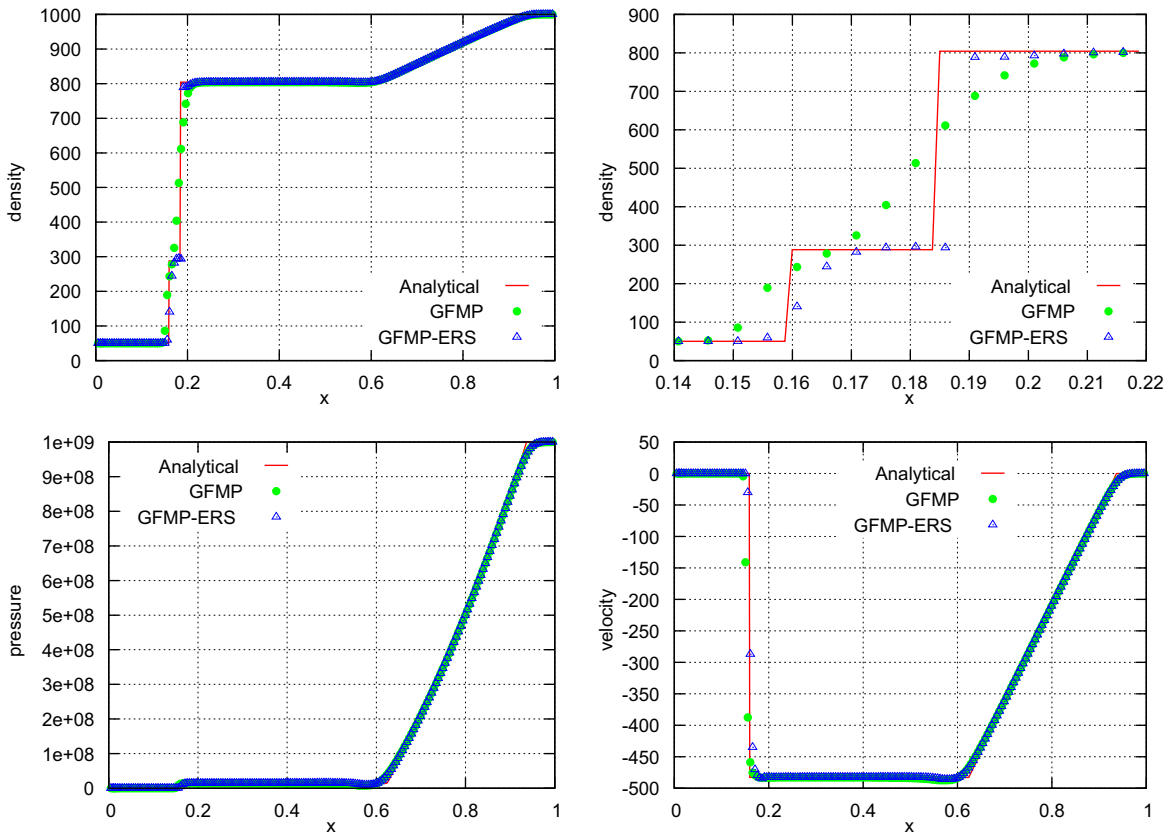 1000
900
800
700
600
500
400
300
200
100
0
density
Analytical
GFMP
GFMP-ERS
0 0.2 0.4 0.6 0.8 1
x
900
800
700
600
500
400
300
200
100
0
density
Analytical
GFMP
GFMP-ERS
0.14 0.15 0.16 0.17 0.18 0.19 0.2 0.21 0.22
x
1e+09
9e+08
8e+08
7e+08
6e+08
5e+08
4e+08
3e+08
2e+08
1e+08
0
pressure
Analytical
GFMP
GFMP-ERS
0 0.2 0.4 0.6 0.8 1
x
50
0
-50
-100
-150
-200
-250
-300
-350
-400
-450
-500
velocity
Analytical
GFMP
GFMP-ERS
0 0.2 0.4 0.6 0.8 1
x